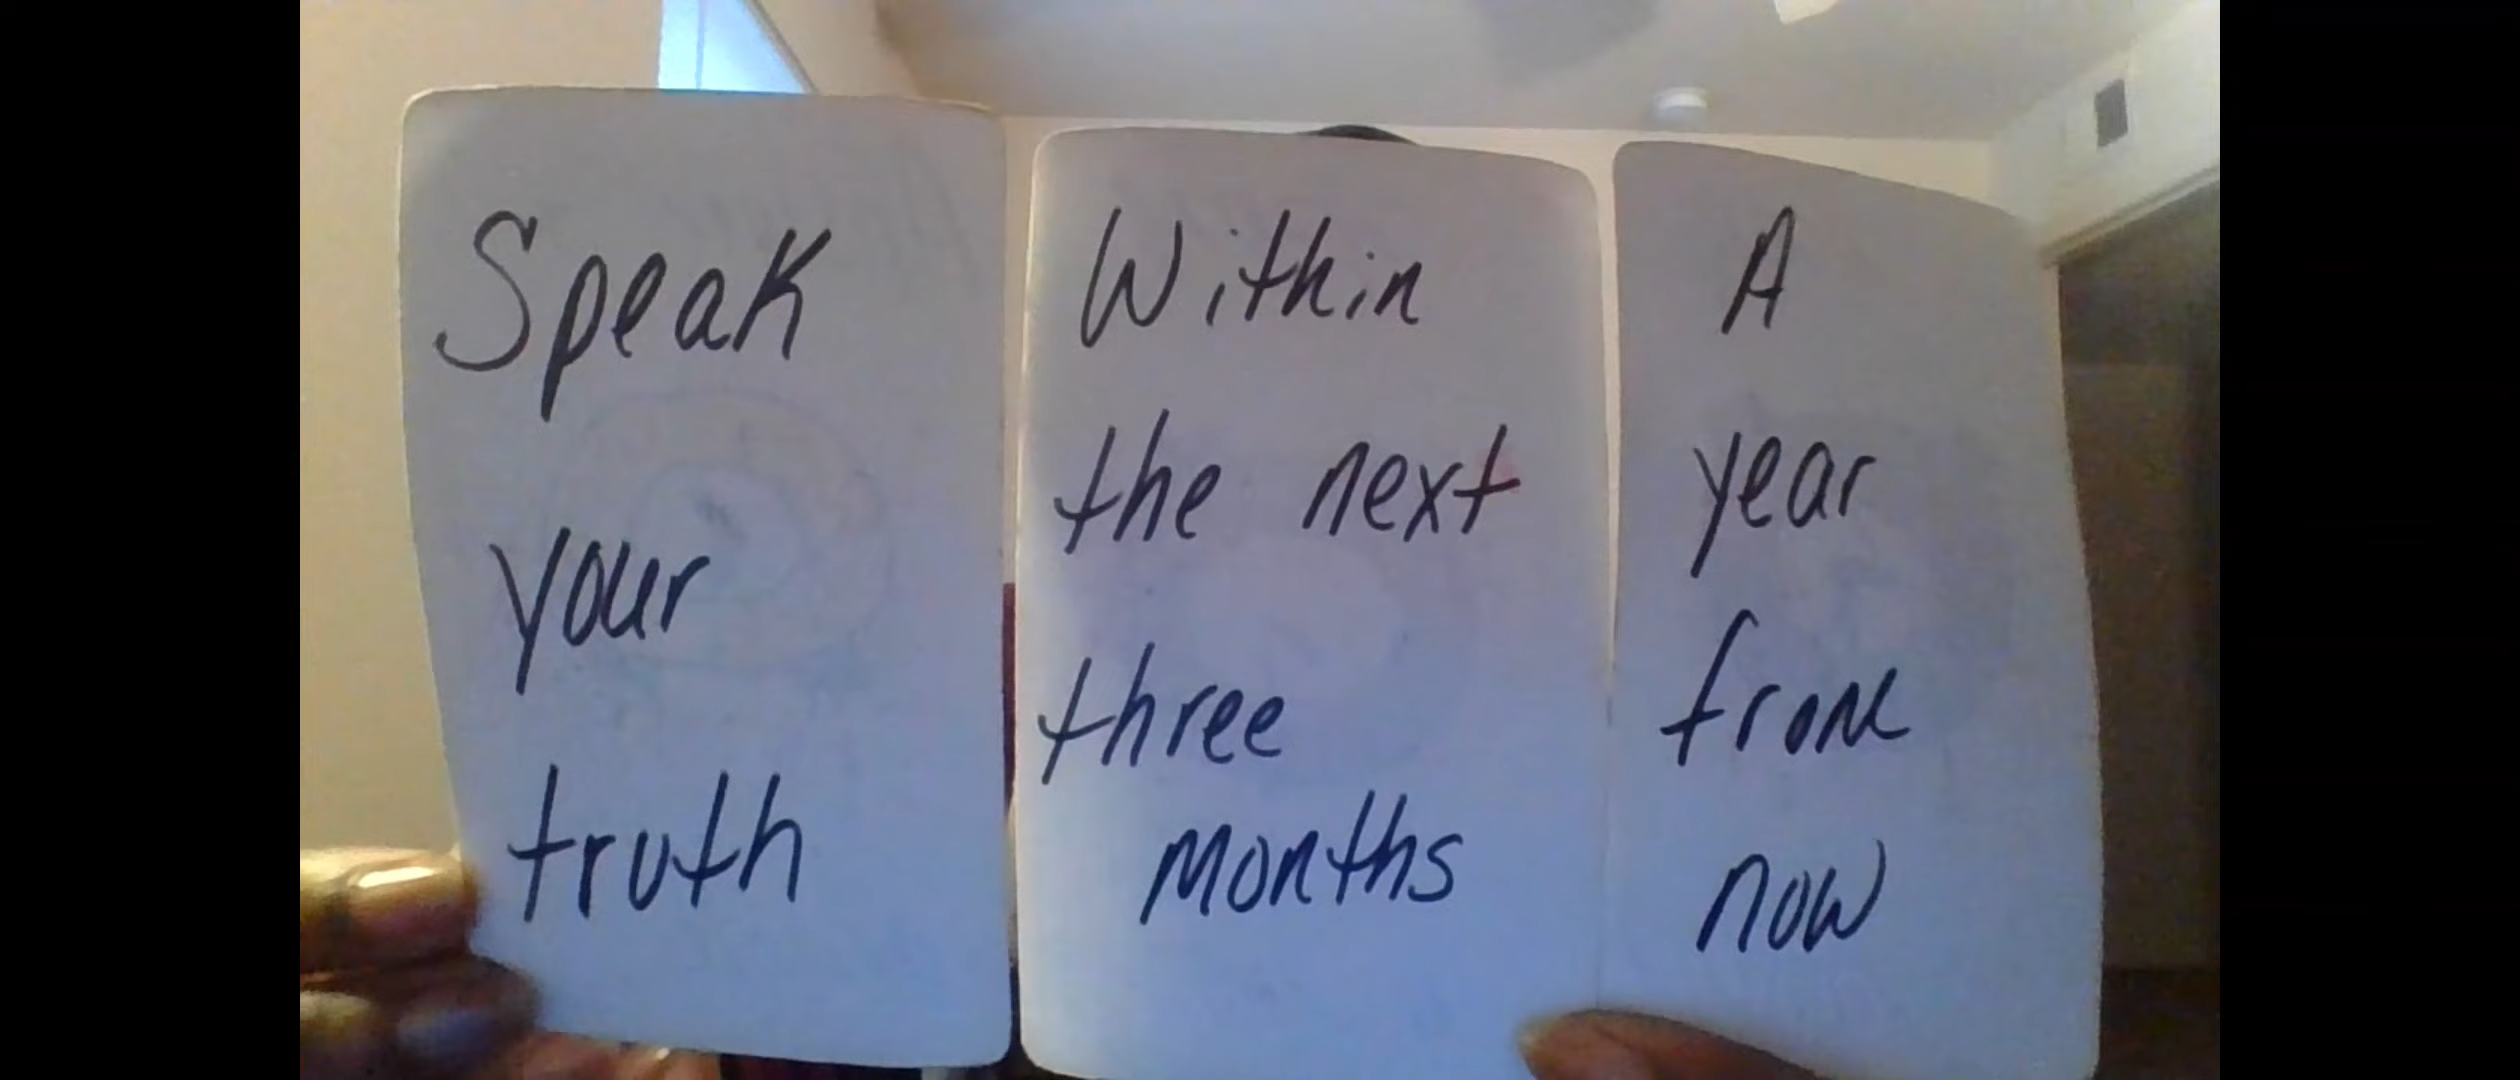 Speak
your
truth
Within
the next
three
months
A
year
from
now